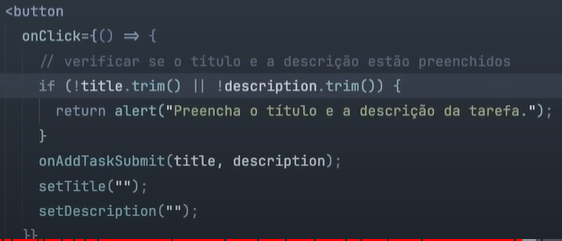 <button
onClick={() => {
// verificar se o título e a descrição estão preenchidos
if (!title.trim() || !description.trim()) {
return alert("Preencha o título e a descrição da tarefa.");
}
onAddTaskSubmit(title, description);
setTitle("");
setDescription("");
}}